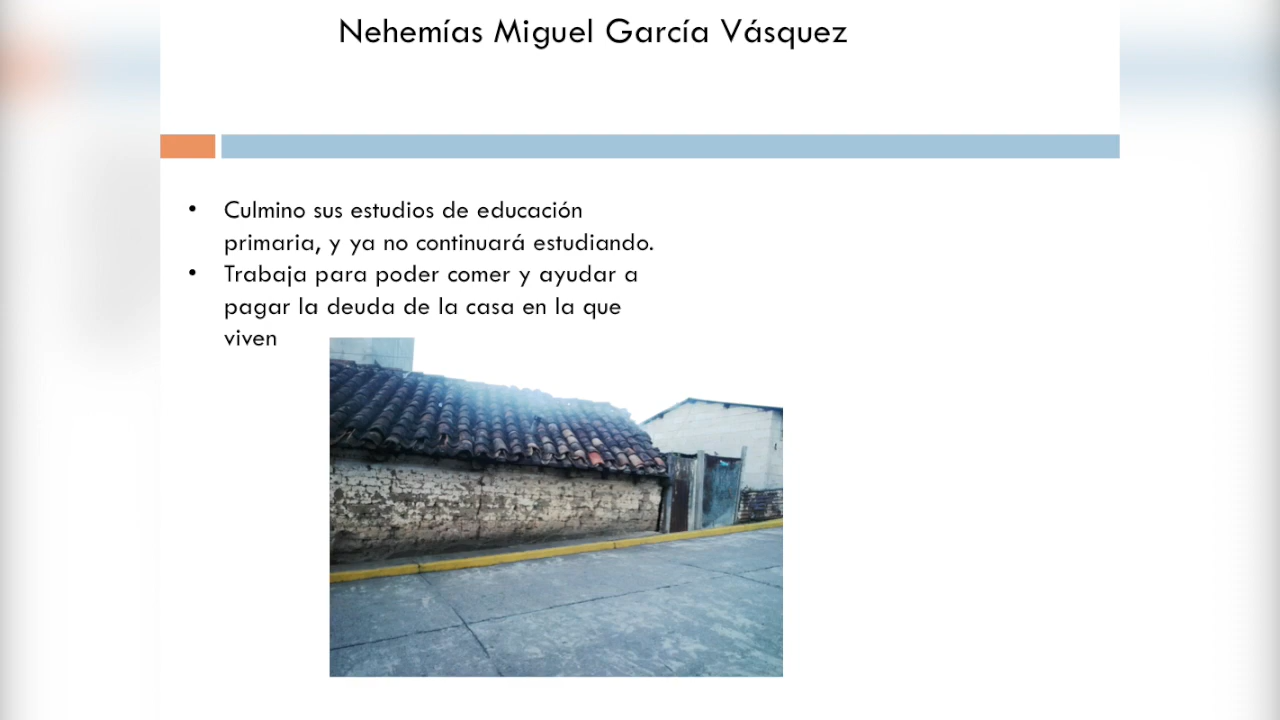 Nehemías Miguel García Vásquez
• Culmino sus estudios de educación
primaria, y ya no continuará estudiando.
• Trabaja para poder comer y ayudar a
pagar la deuda de la casa en la que
viven